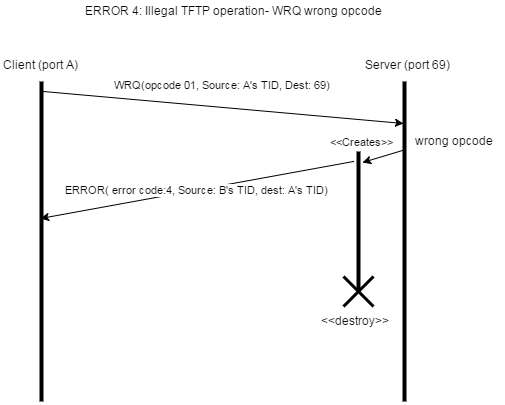 ERROR 4: Illegal TFTP operation- WRQ wrong opcode
Client (port A)
Server (port 69)
WRQ(opcode 01, Source: A's TID, Dest: 69)
<<Creates>>
wrong opcode
ERROR( error code:4, Source: B's TID, dest: A's TID)
<<destroy>>